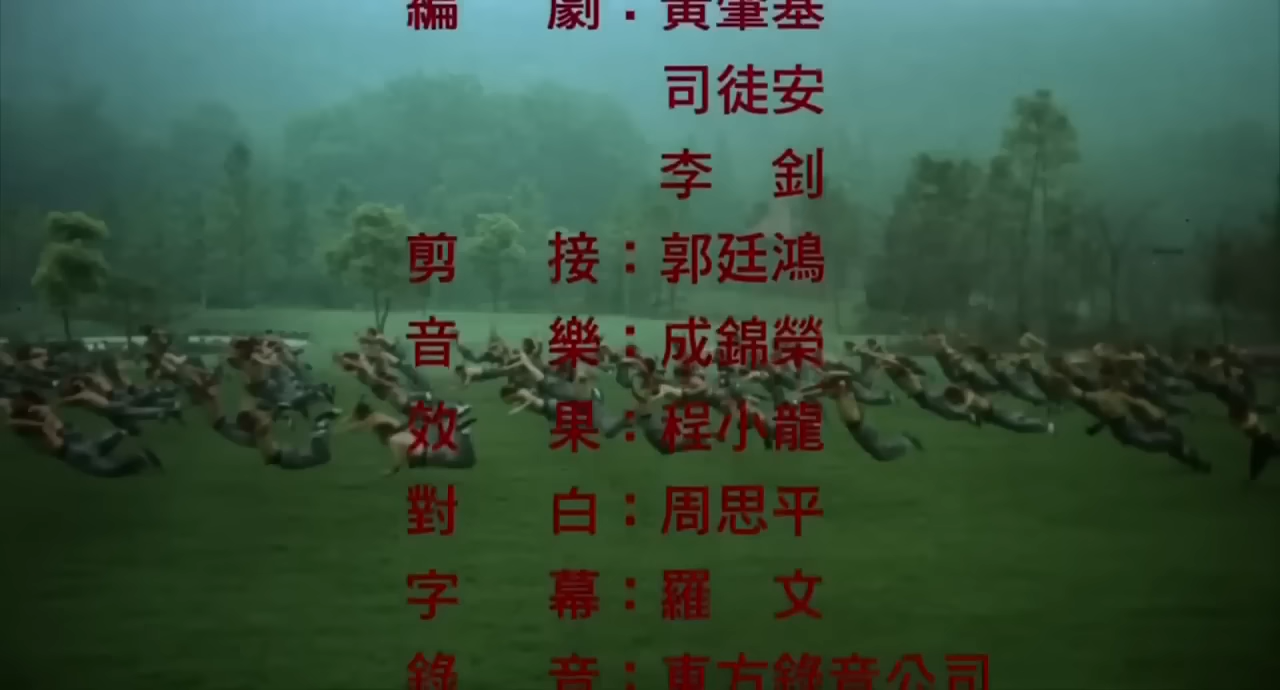 編劇：黃肇基
司徒安
李釗
剪接：郭廷鴻
音樂：成錦榮
效果：程小龍
對白：周思平
字幕：羅文
錄音：東方錄音公司